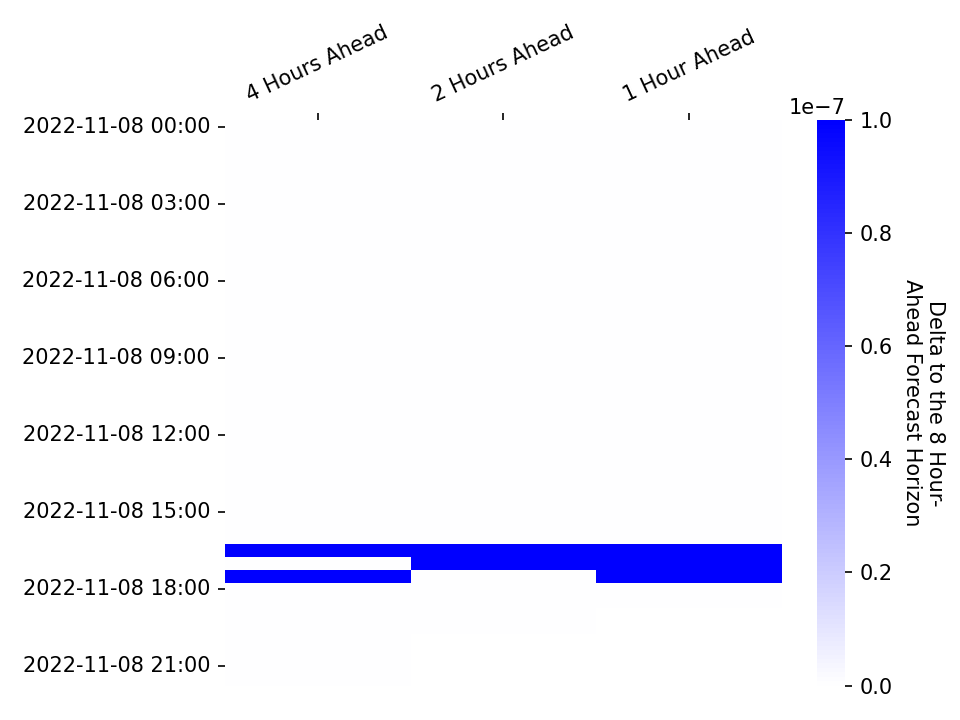 4 Hours Ahead
2 Hours Ahead
1 Hour Ahead
2022-11-08 00:00
2022-11-08 03:00
2022-11-08 06:00
2022-11-08 09:00
2022-11-08 12:00
2022-11-08 15:00
2022-11-08 18:00
2022-11-08 21:00
1e−7
1.0
0.8
0.6
0.4
0.2
0.0
Delta to the 8 Hour-
Ahead Forecast Horizon